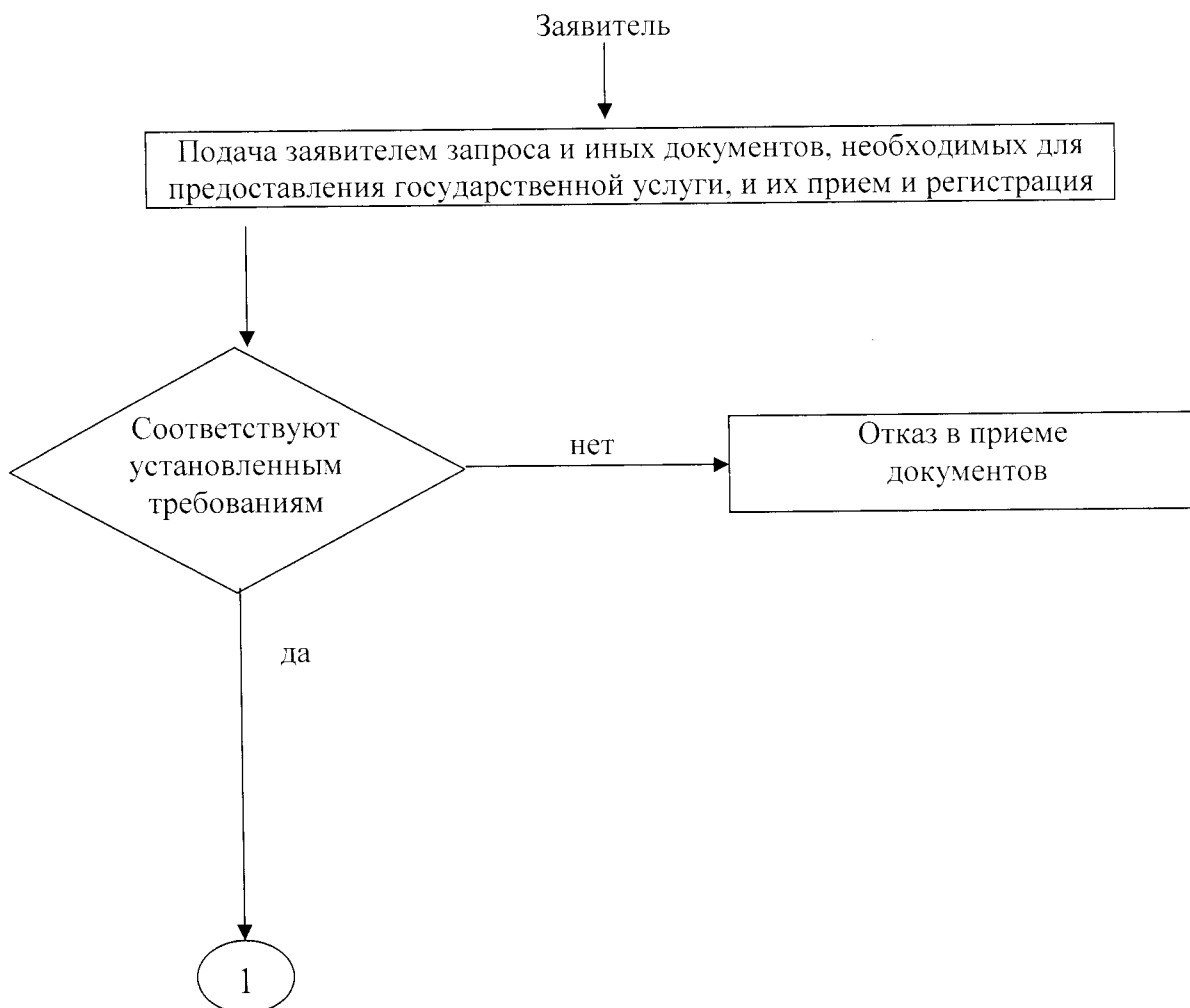 Заявитель
Подача заявителем запроса и иных документов, необходимых для
предоставления государственной услуги, и их прием и регистрация
Соответствуют
установленным
требованиям
нет
Отказ в приеме
документов
да
1